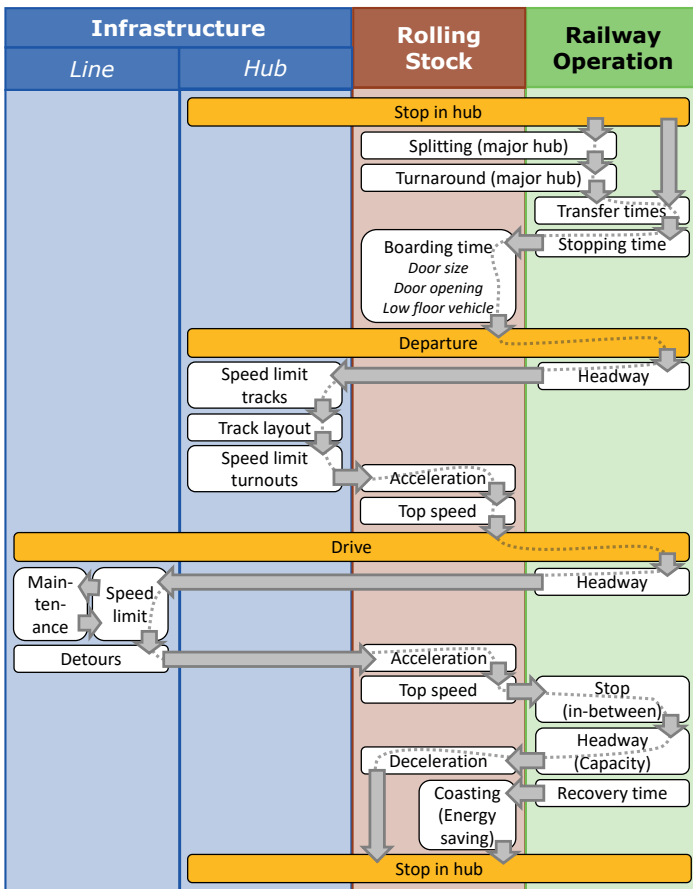 Infrastructure
Rolling
Stock
Railway
Operation
Line
Hub
Stop in hub
Splitting (major hub)
Turnaround (major hub)
Transfer times
Stopping time
Boarding time
Door size
Door opening
Low floor vehicle
Departure
Speed limit
tracks
Headway
Track layout
Speed limit
turnouts
Acceleration
Top speed
Drive
Main-
ten-
ance
Speed
limit
Headway
Detours
Acceleration
Top speed
Stop
(in-between)
Headway
(Capacity)
Deceleration
Recovery time
Coasting
(Energy
saving)
Stop in hub